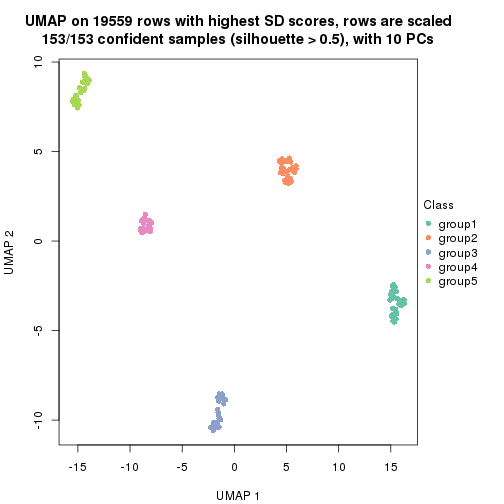 UMAP on 19559 rows with highest SD scores, rows are scaled
153/153 confident samples (silhouette > 0.5), with 10 PCs
10
5
0
-5
-10
UMAP 2
-15
-10
-5
0
5
10
15
UMAP 1
Class
group1
group2
group3
group4
group5